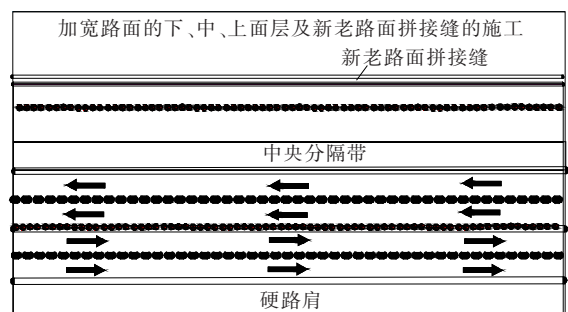 加宽路面的下、中、上面层及新老路面拼接缝的施工
新老路面拼接缝
中央分隔带
硬路肩